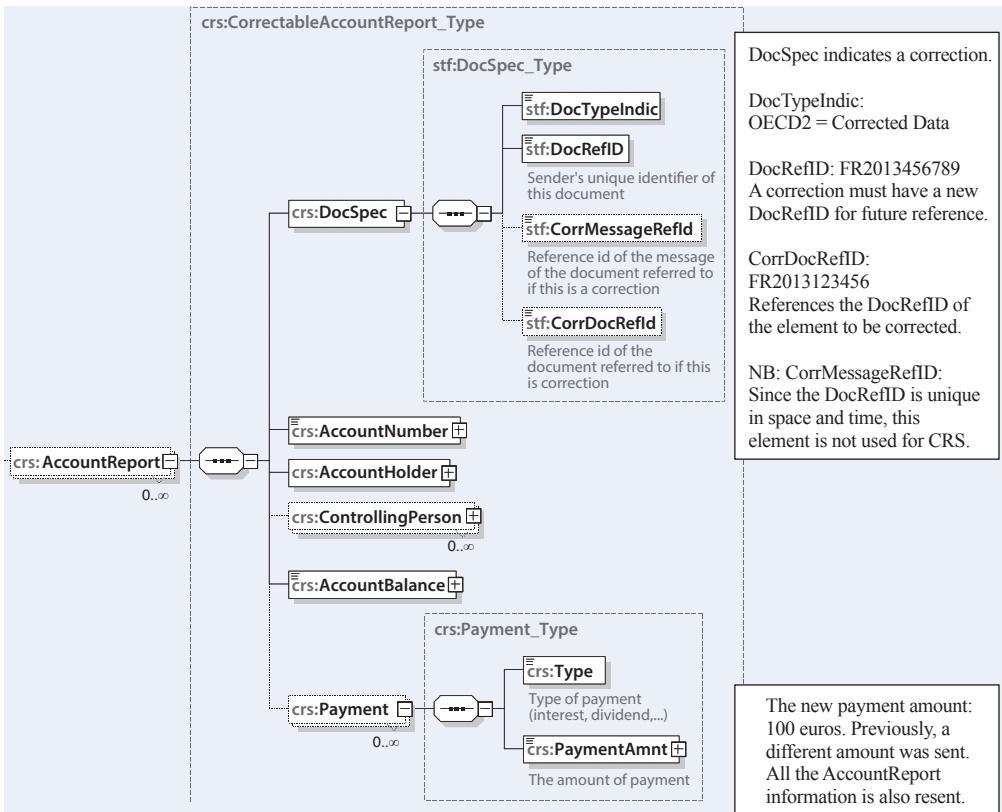 crs:CorrectableAccountReport_Type
stf:DocSpec_Type
stf:DocTypeIndic
stf:DocRefID
Sender's unique identifier of
this document
crs:DocSpec
stf:CorrMessageRefId
Reference id of the message
of the document referred to
if this is a correction
stf:CorrDocRefId
Reference id of the
document referred to if this
is correction
DocSpec indicates a correction.
DocTypeIndic:
OECD2 = Corrected Data
DocRefID: FR2013456789
A correction must have a new
DocRefID for future reference.
CorrDocRefID:
FR2013123456
References the DocRefID of
the element to be corrected.
NB: CorrMessageRefID:
Since the DocRefID is unique
in space and time, this
element is not used for CRS.
crs:AccountReport
0..∞
crs:AccountNumber
crs:AccountHolder
crs:ControllingPerson
0..∞
crs:AccountBalance
crs:Payment_Type
crs:Type
Type of payment
(interest, dividend,...)
crs:Payment
0..∞
crs:PaymentAmnt
The amount of payment
The new payment amount:
100 euros. Previously, a
different amount was sent.
All the AccountReport
information is also resent.